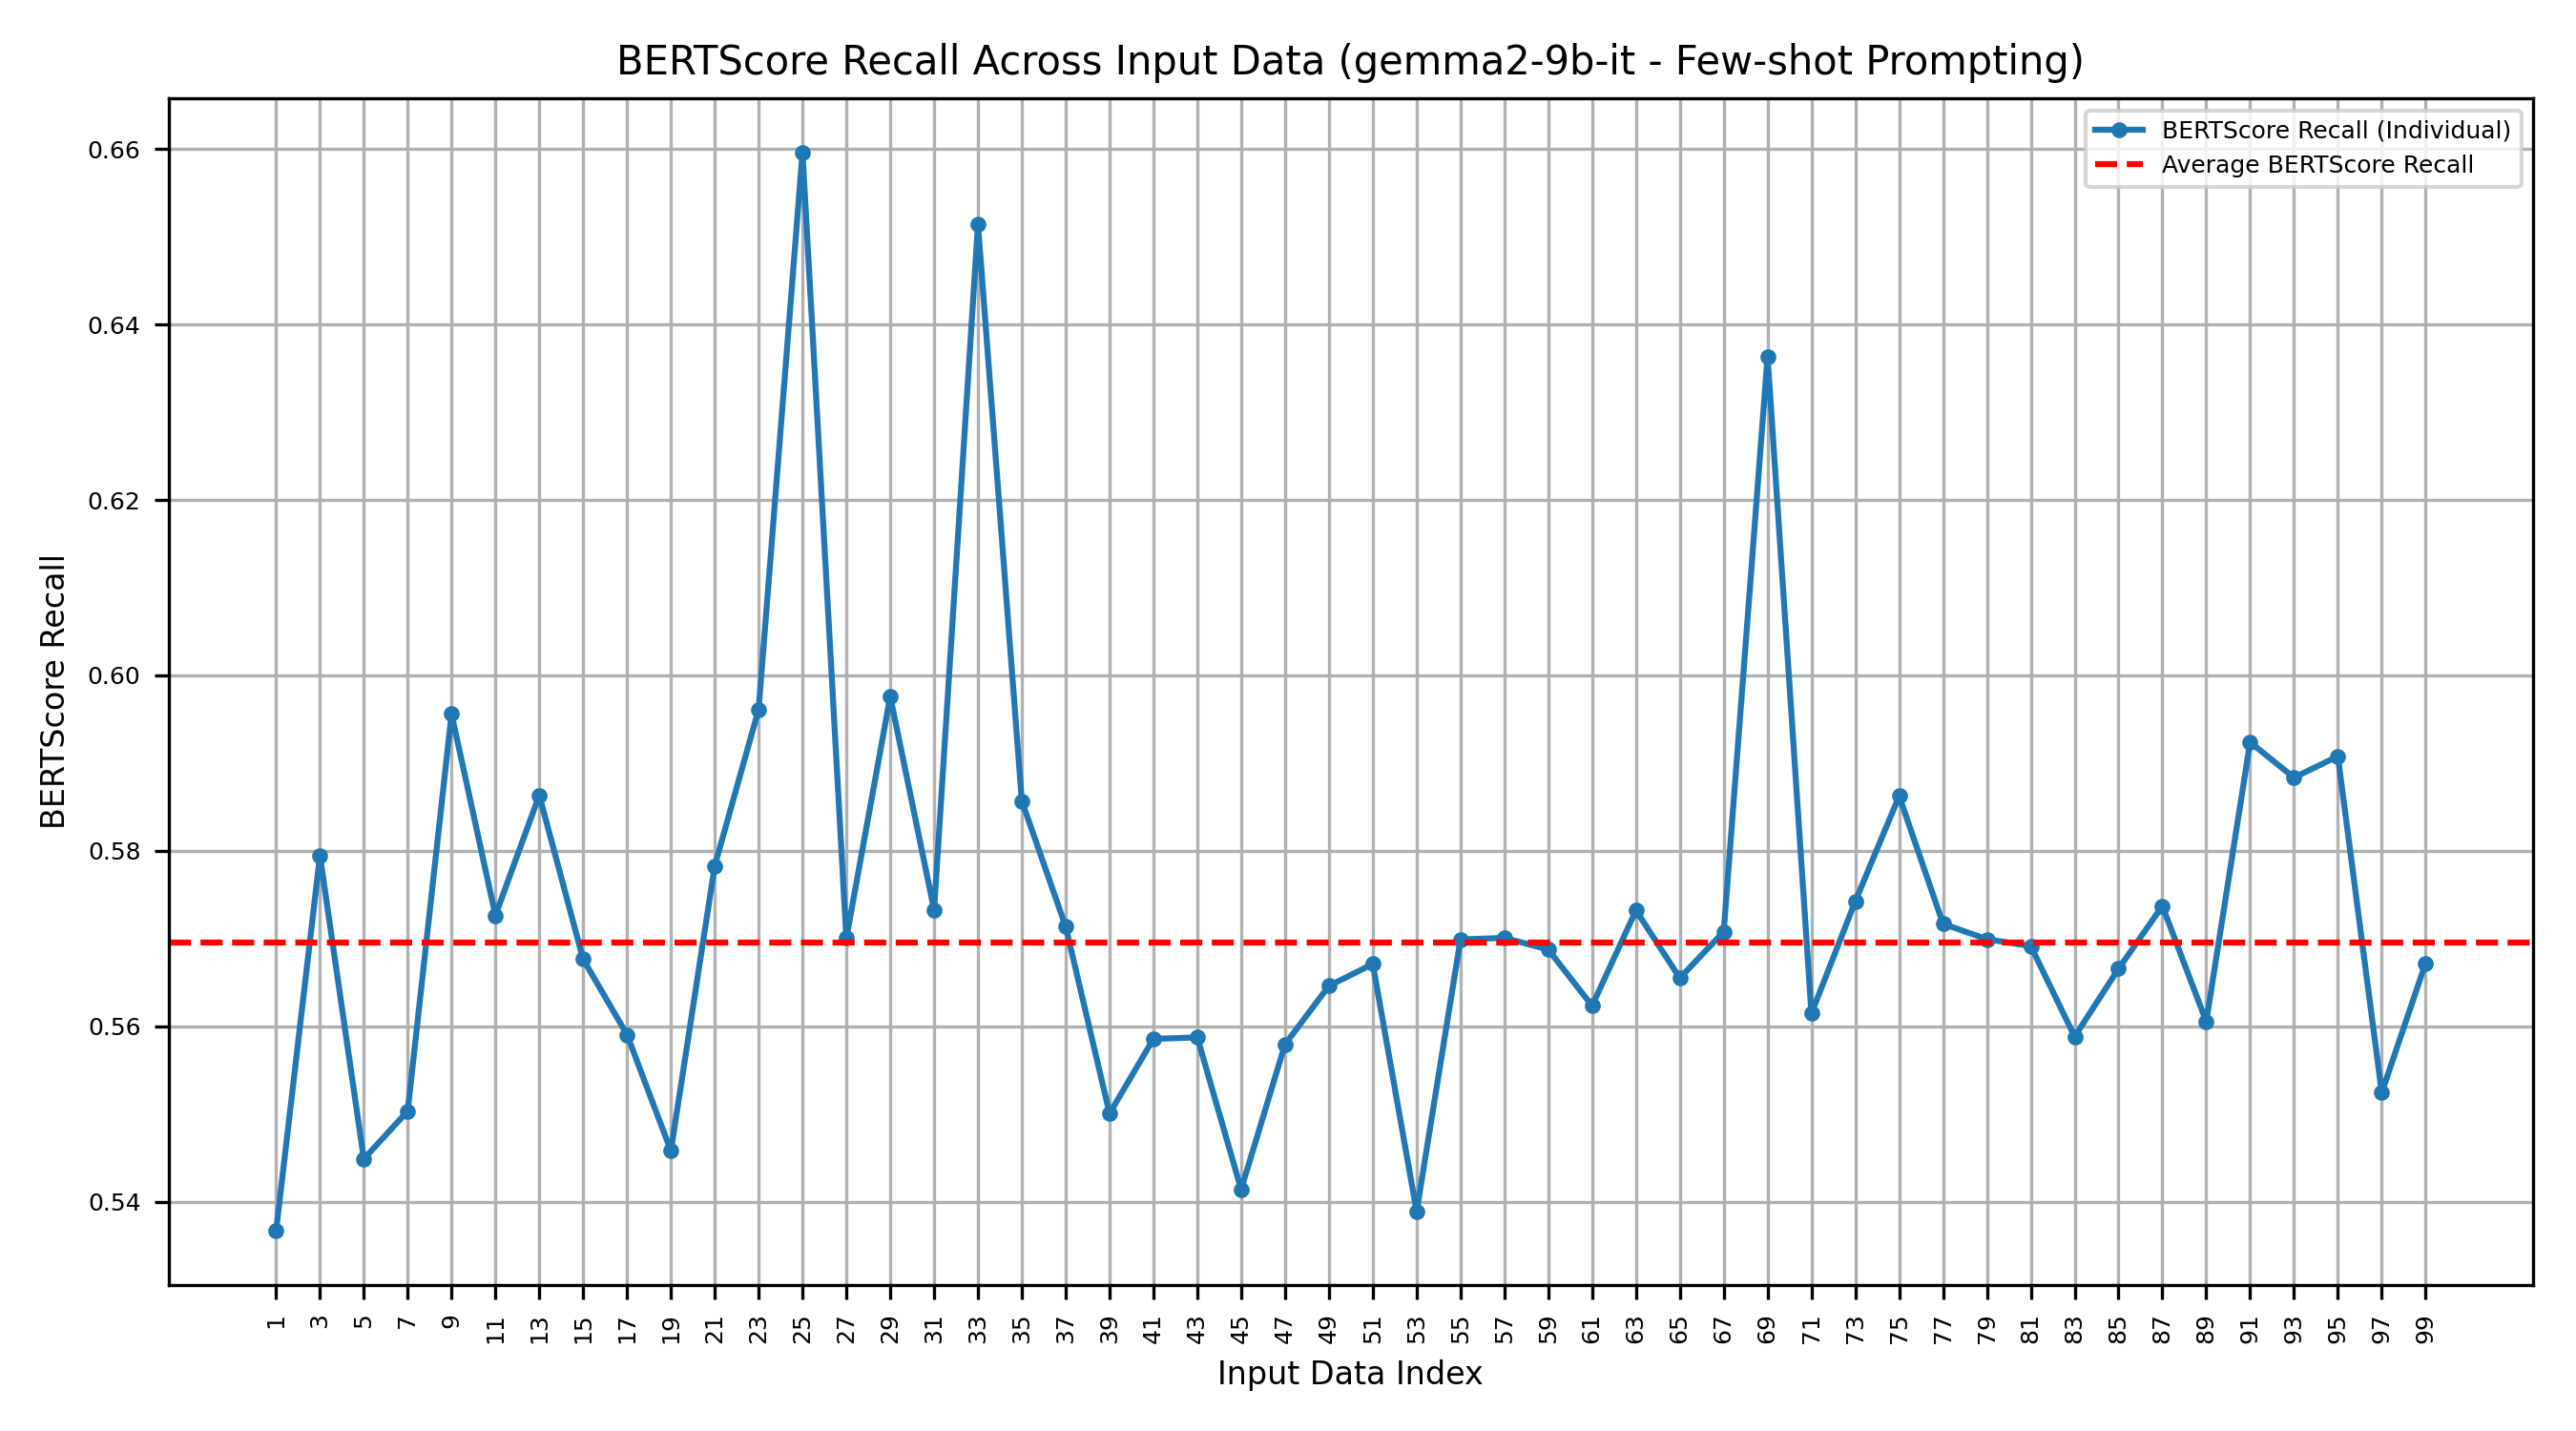 BERTScore Recall Across Input Data (gemma2-9b-it - Few-shot Prompting)
BERTScore Recall (Individual)
Average BERTScore Recall
0.66
0.64
0.62
0.60
0.58
0.56
0.54
BERTScore Recall
1 3 5 7 9 11 13 15 17 19 21 23 25 27 29 31 33 35 37 39 41 43 45 47 49 51 53 55 57 59 61 63 65 67 69 71 73 75 77 79 81 83 85 87 89 91 93 95 97 99
Input Data Index